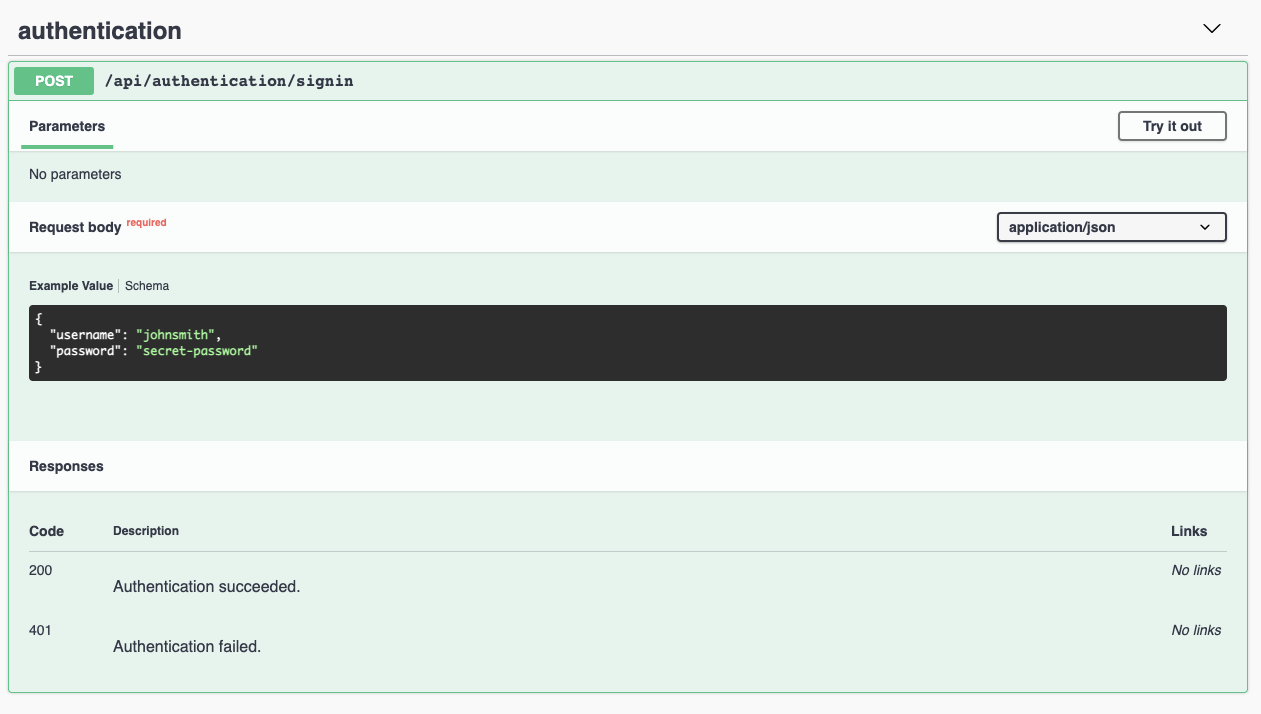 authentication
POST /api/authentication/signin
Parameters Try it out
No parameters
Request body required application/json
Example Value Schema
{
"username": "johnsmith",
"password": "secret-password"
}
Responses
Code Description Links
200 No links
Authentication succeeded.
401 No links
Authentication failed.